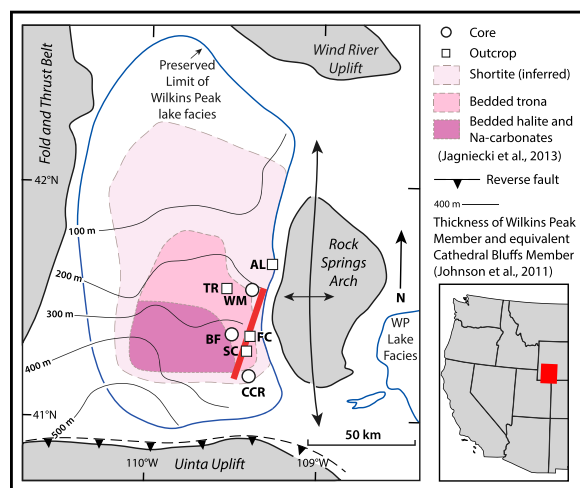 Fold and Thrust Belt
Preserved
Limit of
Wilkins Peak
lake facies
Wind River
Uplift
42°N
100 m
200 m
300 m
400 m
500 m
AL
TR
WM
BF
FC
SC
CCR
Rock
Springs
Arch
N
WP
Lake
Facies
41°N
50 km
110°W
109°W
Uinta Uplift
Core
Outcrop
Shortite (inferred)
Bedded trona
Bedded halite and
Na-carbonates
(Jagniecki et al., 2013)
Reverse fault
400 m
Thickness of Wilkins Peak
Member and equivalent
Cathedral Bluffs Member
(Johnson et al., 2011)